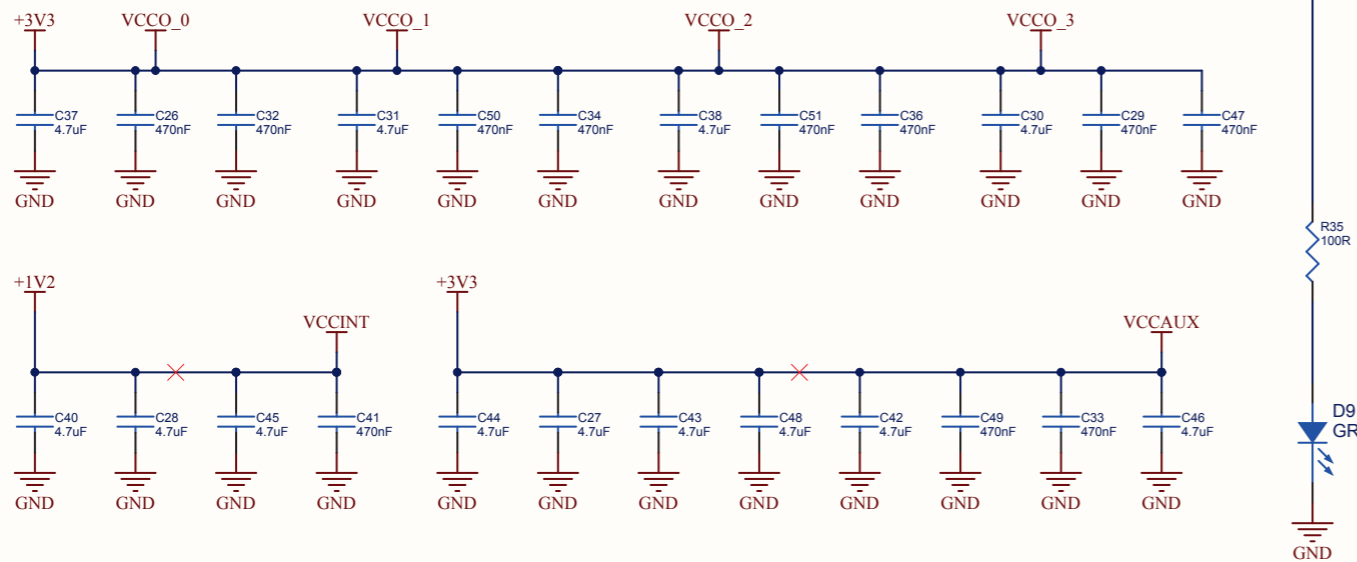 +3V3
VCCO_0
VCCO_1
VCCO_2
VCCO_3
C37
4.7uF
C26
470nF
C32
470nF
C31
4.7uF
C50
470nF
C34
470nF
C38
4.7uF
C51
470nF
C36
470nF
C30
4.7uF
C29
470nF
C47
470nF
GND
GND
GND
GND
GND
GND
GND
GND
GND
GND
GND
GND
R35
100R
+1V2
VCCINT
+3V3
VCCAUX
C40
4.7uF
C28
4.7uF
C45
4.7uF
C41
470nF
C44
4.7uF
C27
4.7uF
C43
4.7uF
C48
4.7uF
C42
4.7uF
C49
470nF
C33
470nF
C46
4.7uF
D9
GR
GND
GND
GND
GND
GND
GND
GND
GND
GND
GND
GND
GND
GND